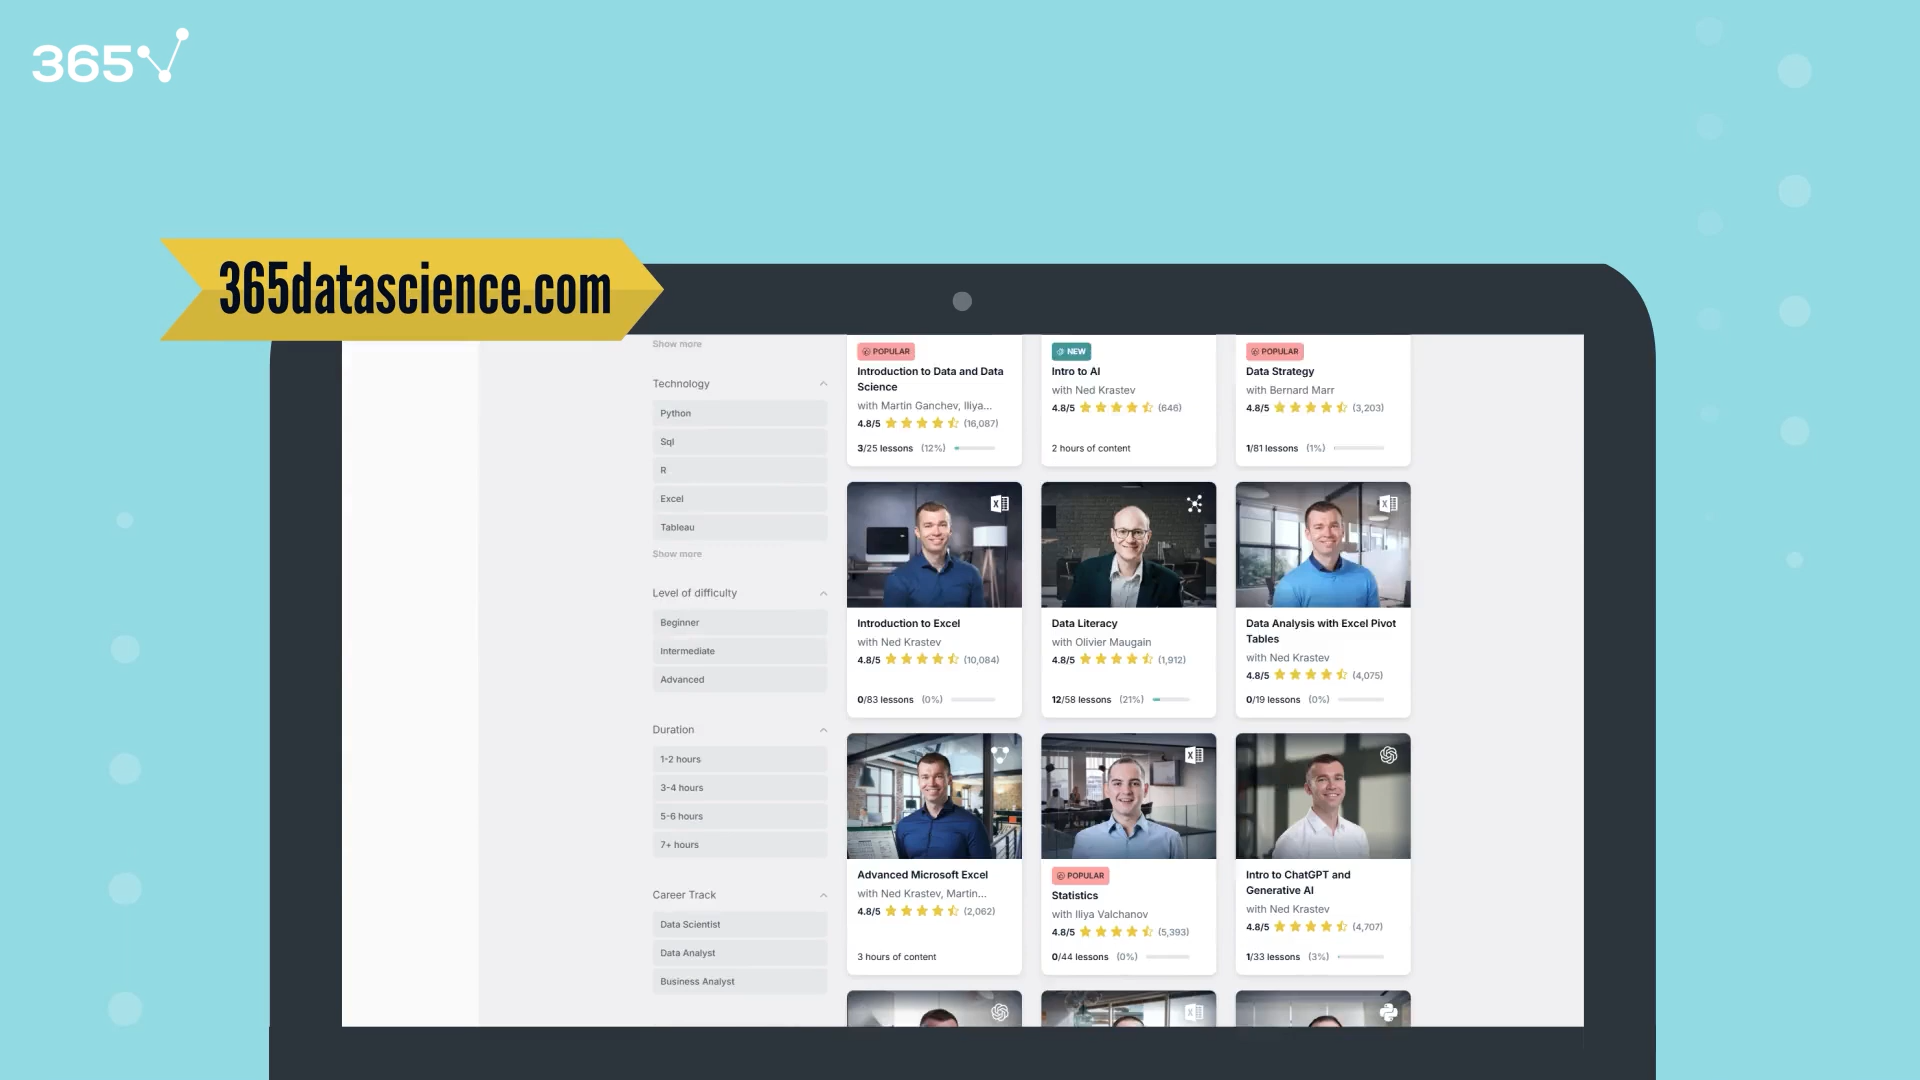 365
365datascience.com
Show more
Technology
Python
Sql
R
Excel
Tableau
Show more
Level of difficulty
Beginner
Intermediate
Advanced
Duration
1-2 hours
3-4 hours
5-6 hours
7+ hours
Career Track
Data Scientist
Data Analyst
Business Analyst
POPULAR
Introduction to Data and Data
Science
with Martin Ganchev, Iliya...
4.8/5 (16,087)
3/25 lessons (12%)
NEW
Intro to AI
with Ned Krastev
4.8/5 (646)
2 hours of content
POPULAR
Data Strategy
with Bernard Marr
4.8/5 (3,203)
1/81 lessons (1%)
Introduction to Excel
with Ned Krastev
4.8/5 (10,084)
0/83 lessons (0%)
Data Literacy
with Olivier Maugain
4.8/5 (1,912)
12/58 lessons (21%)
Data Analysis with Excel Pivot
Tables
with Ned Krastev
4.8/5 (4,075)
0/19 lessons (0%)
Advanced Microsoft Excel
with Ned Krastev, Martin...
4.8/5 (2,062)
3 hours of content
POPULAR
Statistics
with Iliya Valchanov
4.8/5 (5,393)
0/44 lessons (0%)
Intro to ChatGPT and
Generative AI
with Ned Krastev
4.8/5 (4,707)
1/33 lessons (3%)